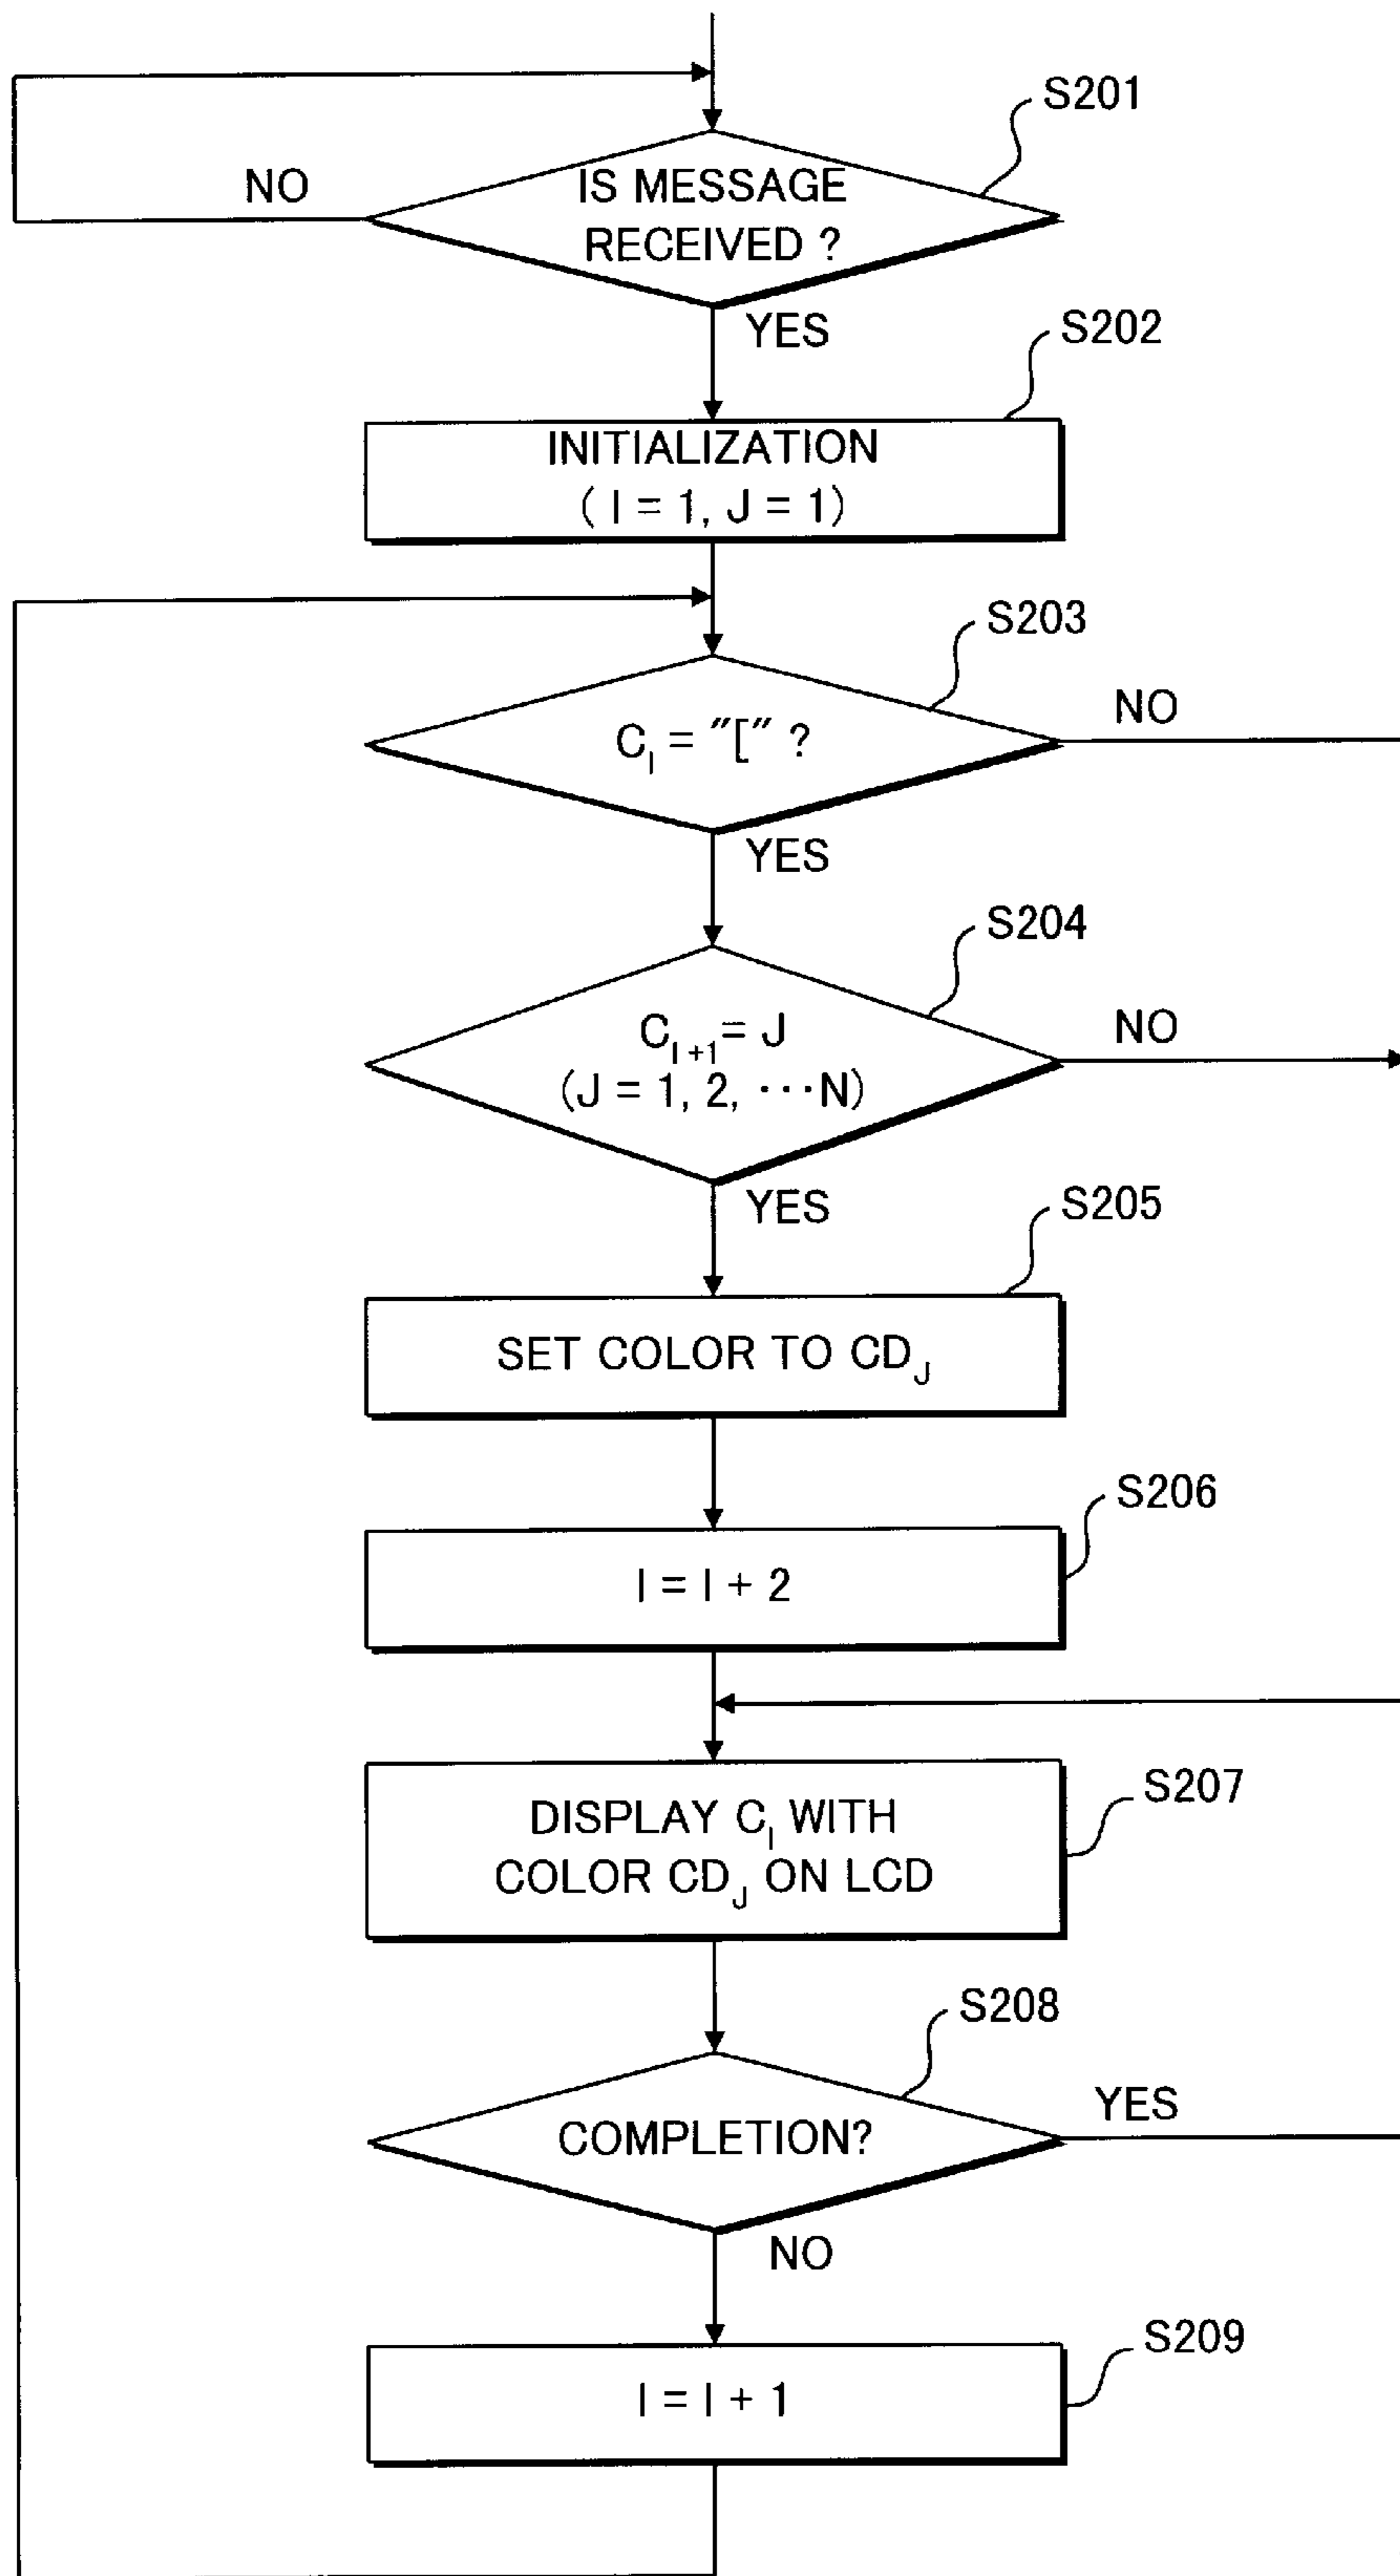 S201
NO
IS MESSAGE
RECEIVED ?
YES
S202
INITIALIZATION
( I = 1, J = 1)
S203
NO
C_I = "[" ?
YES
S204
NO
C_{I+1} = J
(J = 1, 2, ···N)
YES
S205
SET COLOR TO CD_J
S206
I = I + 2
S207
DISPLAY C_I WITH
COLOR CD_J ON LCD
S208
YES
COMPLETION?
NO
S209
I = I + 1